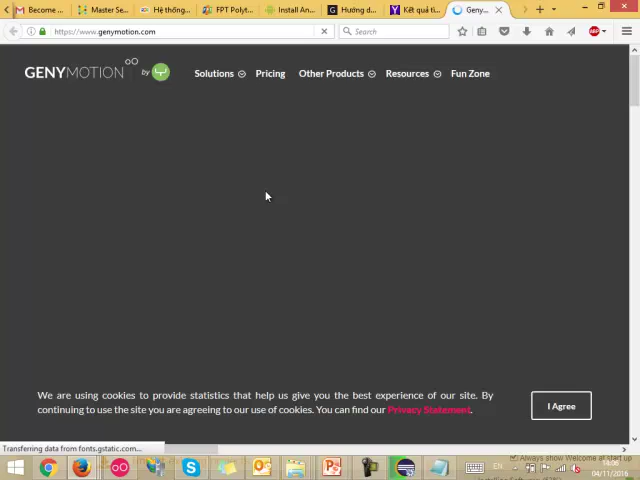 Become ...
Master Se...
Hệ thống...
FPT Polyt...
Install An...
Hướng d...
Kết quả tì...
Geny...
https://www.genymotion.com
Search
ABP
GENYMOTION by
Solutions
Pricing
Other Products
Resources
Fun Zone
We are using cookies to provide statistics that help us give you the best experience of our site. By
continuing to use the site you are agreeing to our use of cookies. You can find our Privacy Statement.
I Agree
Transferring data from fonts.gstatic.com...
Always show Welcome at start up
EN
14:06
04/11/2016